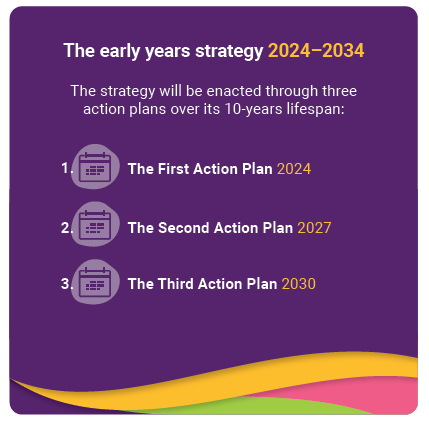 The early years strategy 2024–2034
The strategy will be enacted through three
action plans over its 10-years lifespan:
1. The First Action Plan 2024
2. The Second Action Plan 2027
3. The Third Action Plan 2030